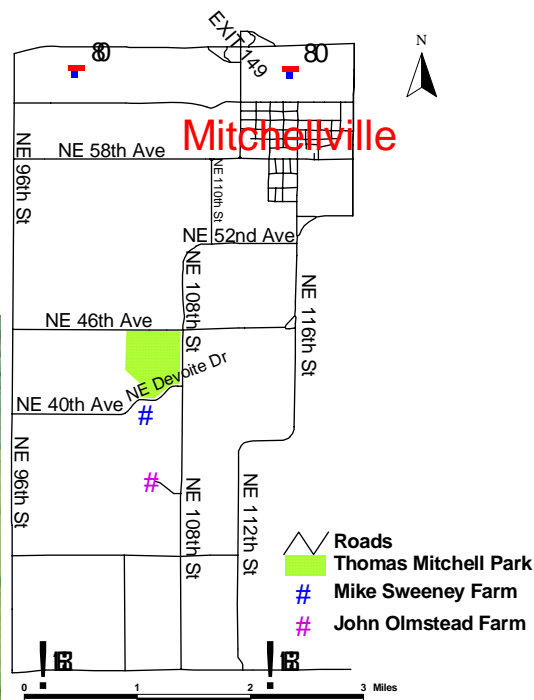 EXIT 149
N
80
80
Mitchellville
NE 96th St
NE 58th Ave
NE 110th St
NE 52nd Ave
NE 108th St
NE 116th St
NE 46th Ave
NE Devoite Dr
NE 40th Ave
#
#
NE 96th St
NE 108th St
NE 112th St
Roads
Thomas Mitchell Park
# Mike Sweeney Farm
# John Olmstead Farm
0 1 2 3 Miles